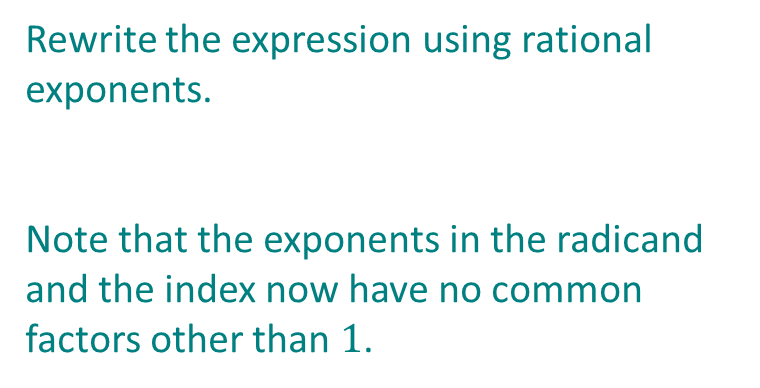 Rewrite the expression using rational
exponents.
Note that the exponents in the radicand
and the index now have no common
factors other than 1.